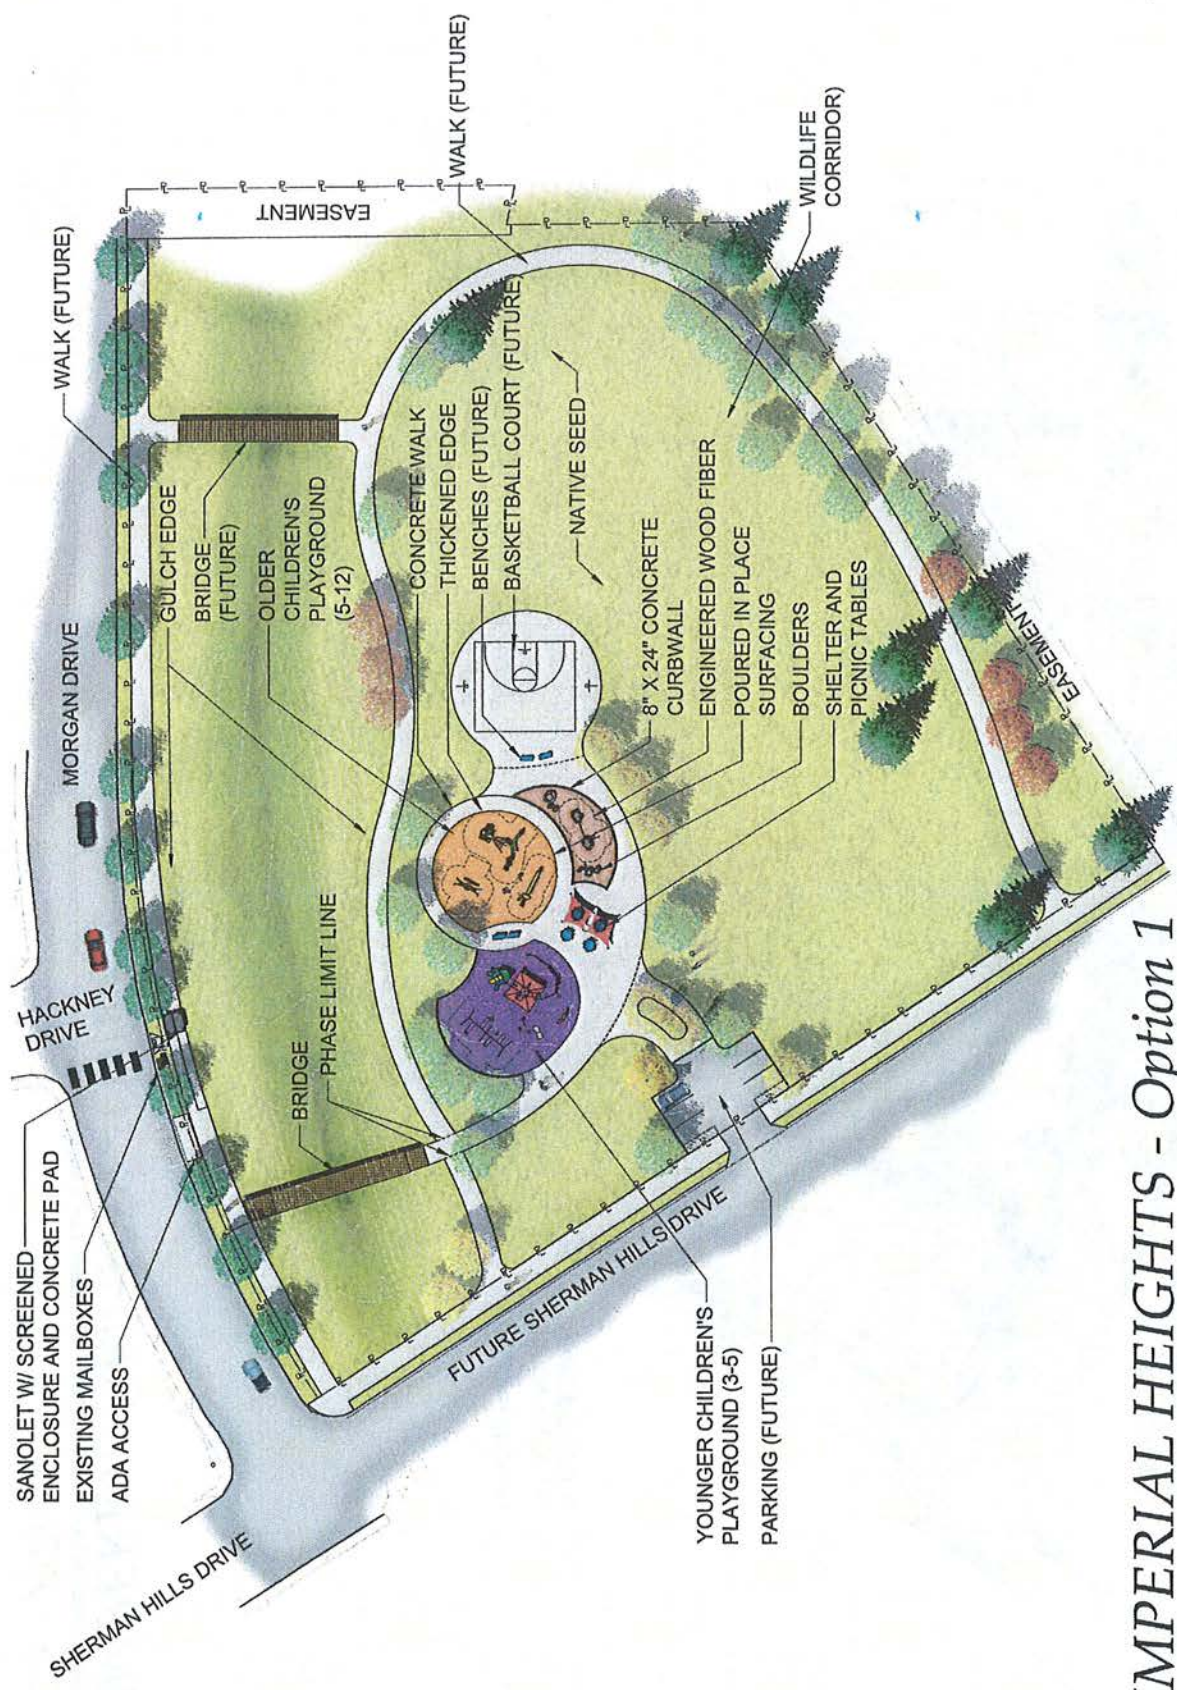 SANOLET W/ SCREENED
ENCLOSURE AND CONCRETE PAD
EXISTING MAILBOXES
ADA ACCESS
SHERMAN HILLS DRIVE
HACKNEY
DRIVE
MORGAN DRIVE
WALK (FUTURE)
EASEMENT
WALK (FUTURE)
GULCH EDGE
BRIDGE
(FUTURE)
OLDER
CHILDREN'S
PLAYGROUND
(5-12)
BRIDGE
PHASE LIMIT LINE
CONCRETE WALK
THICKENED EDGE
BENCHES (FUTURE)
BASKETBALL COURT (FUTURE)
NATIVE SEED
8" X 24" CONCRETE
CURBWALL
ENGINEERED WOOD FIBER
POURED IN PLACE
SURFACING
BOULDERS
SHELTER AND
PICNIC TABLES
WILDLIFE
CORRIDOR)
EASEMENT
FUTURE SHERMAN HILLS DRIVE
YOUNGER CHILDREN'S
PLAYGROUND (3-5)
PARKING (FUTURE)
IMPERIAL HEIGHTS - Option 1